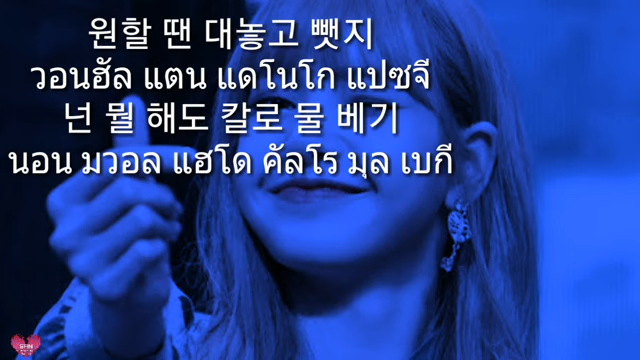 원할 땐 대놓고 뺏지
วอนฮัล แตน แดโนโก แปซจี
넌 뭘 해도 칼로 물 베기
นอน มวอล แฮโด คัลโร มุล เบกี